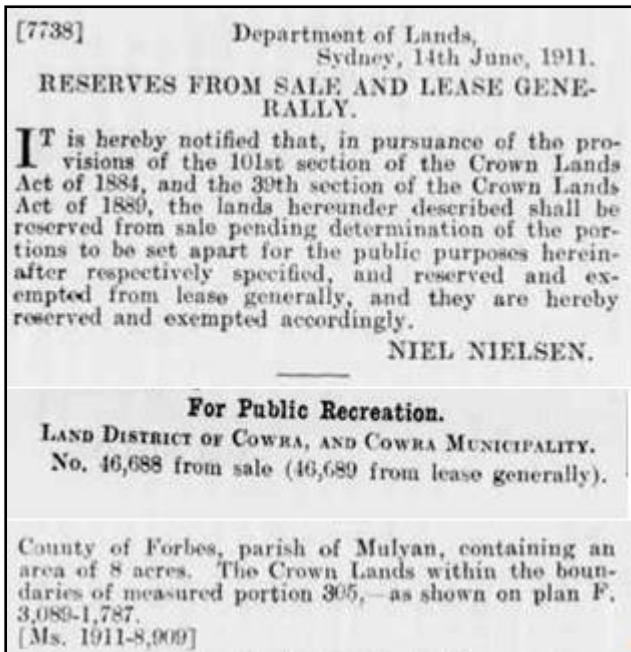 [7738] Department of Lands,
Sydney, 14th June, 1911.
RESERVES FROM SALE AND LEASE GENE-
RALLY.
IT is hereby notified that, in pursuance of the pro-
visions of the 101st section of the Crown Lands
Act of 1884, and the 39th section of the Crown Lands
Act of 1889, the lands hereunder described shall be
reserved from sale pending determination of the por-
tions to be set apart for the public purposes herein-
after respectively specified, and reserved and ex-
empted from lease generally, and they are hereby
reserved and exempted accordingly.
NIEL NIELSEN.
For Public Recreation.
LAND DISTRICT OF COWRA, AND COWRA MUNICIPALITY.
No. 46,688 from sale (46,689 from lease generally).
County of Forbes, parish of Mulyan, containing an
area of 8 acres. The Crown Lands within the boun-
daries of measured portion 305,—as shown on plan F.
3,089-1,787.
[Ms. 1911-8,909]